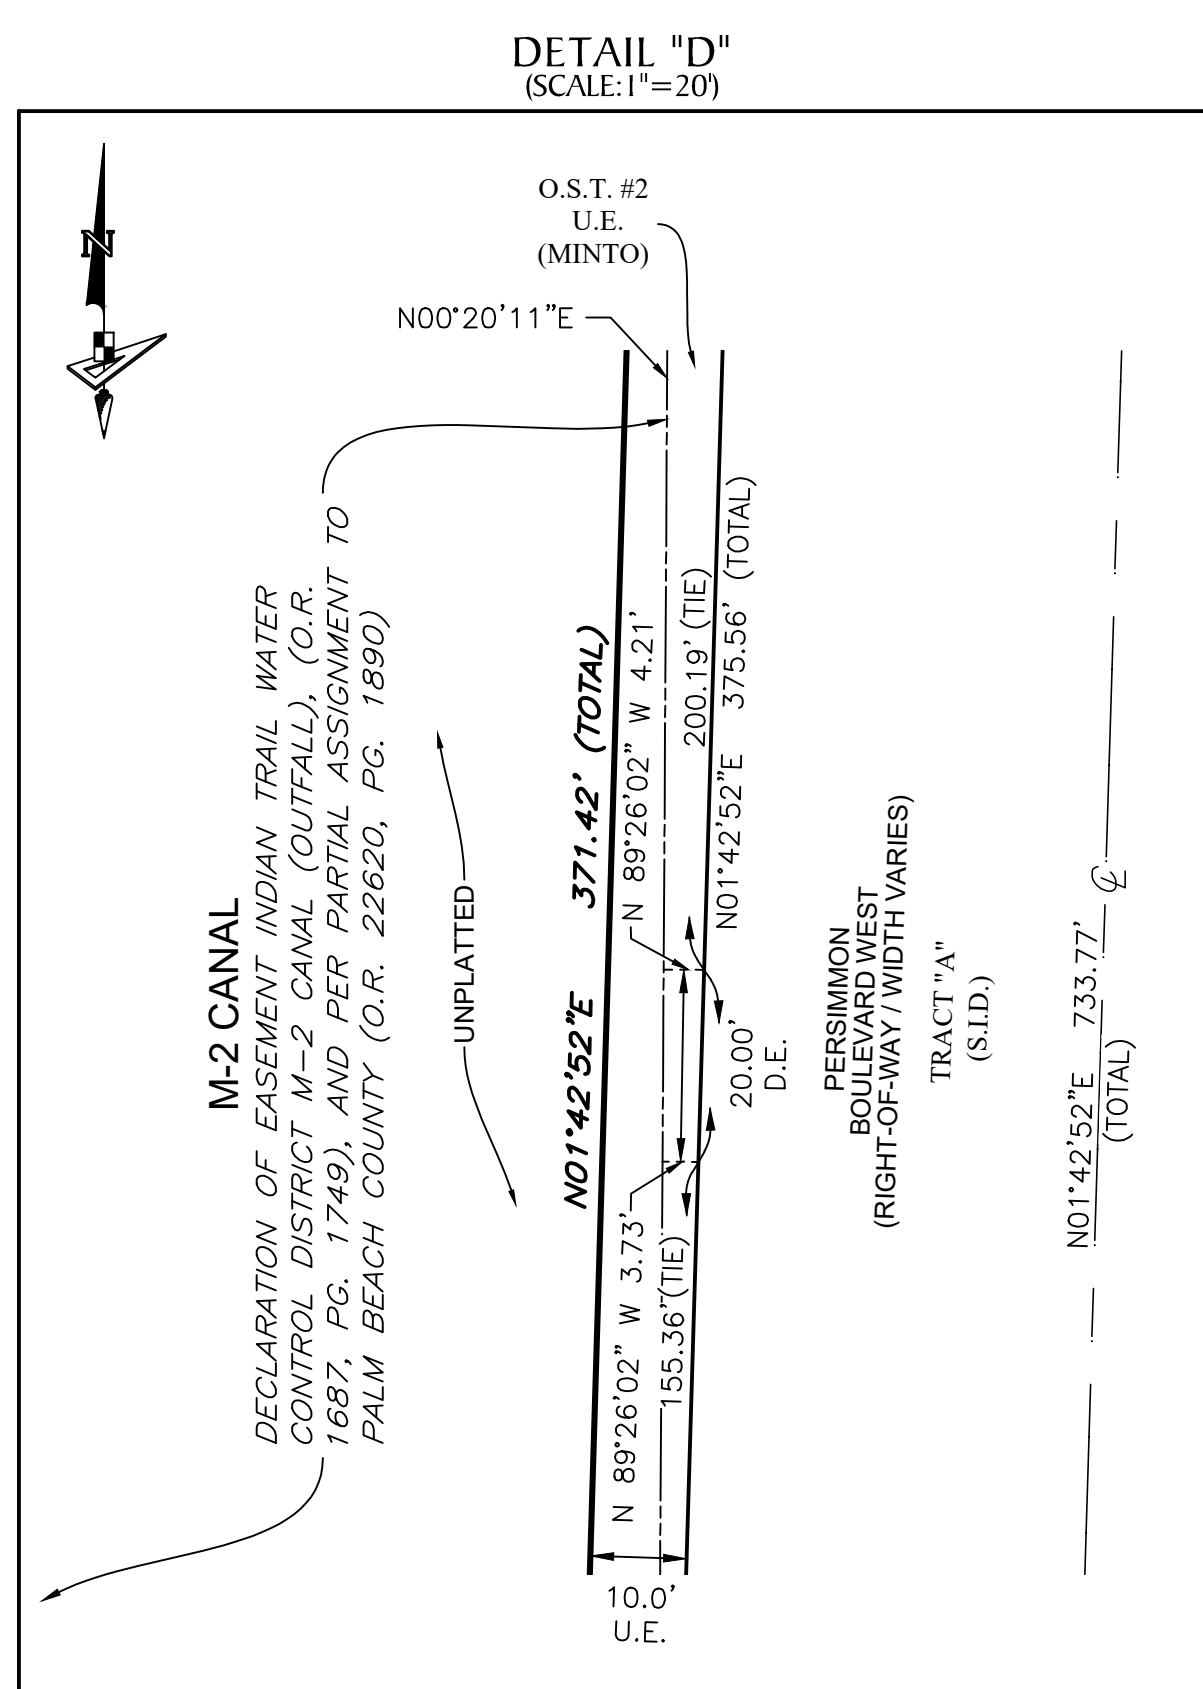 DETAIL "D"
(SCALE: 1"=20')
N
O.S.T. #2
U.E.
(MINTO)
N00°20'11"E
M-2 CANAL
DECLARATION OF EASEMENT INDIAN TRAIL WATER
CONTROL DISTRICT M-2 CANAL (OUTFALL), (O.R.
1687, PG. 1749), AND PER PARTIAL ASSIGNMENT TO
PALM BEACH COUNTY (O.R. 22620, PG. 1890)
UNPLATTED
N01°42'52"E 371.42' (TOTAL)
N 89°26'02" W 4.21'
N 89°26'02" W 3.73'
200.19' (TIE)
155.36' (TIE)
N01°42'52"E 375.56' (TOTAL)
20.00'
D.E.
PERSIMMON
BOULEVARD WEST
(RIGHT-OF-WAY / WIDTH VARIES)
TRACT "A"
(S.I.D.)
N01°42'52"E 733.77'
(TOTAL)
℄
10.0'
U.E.